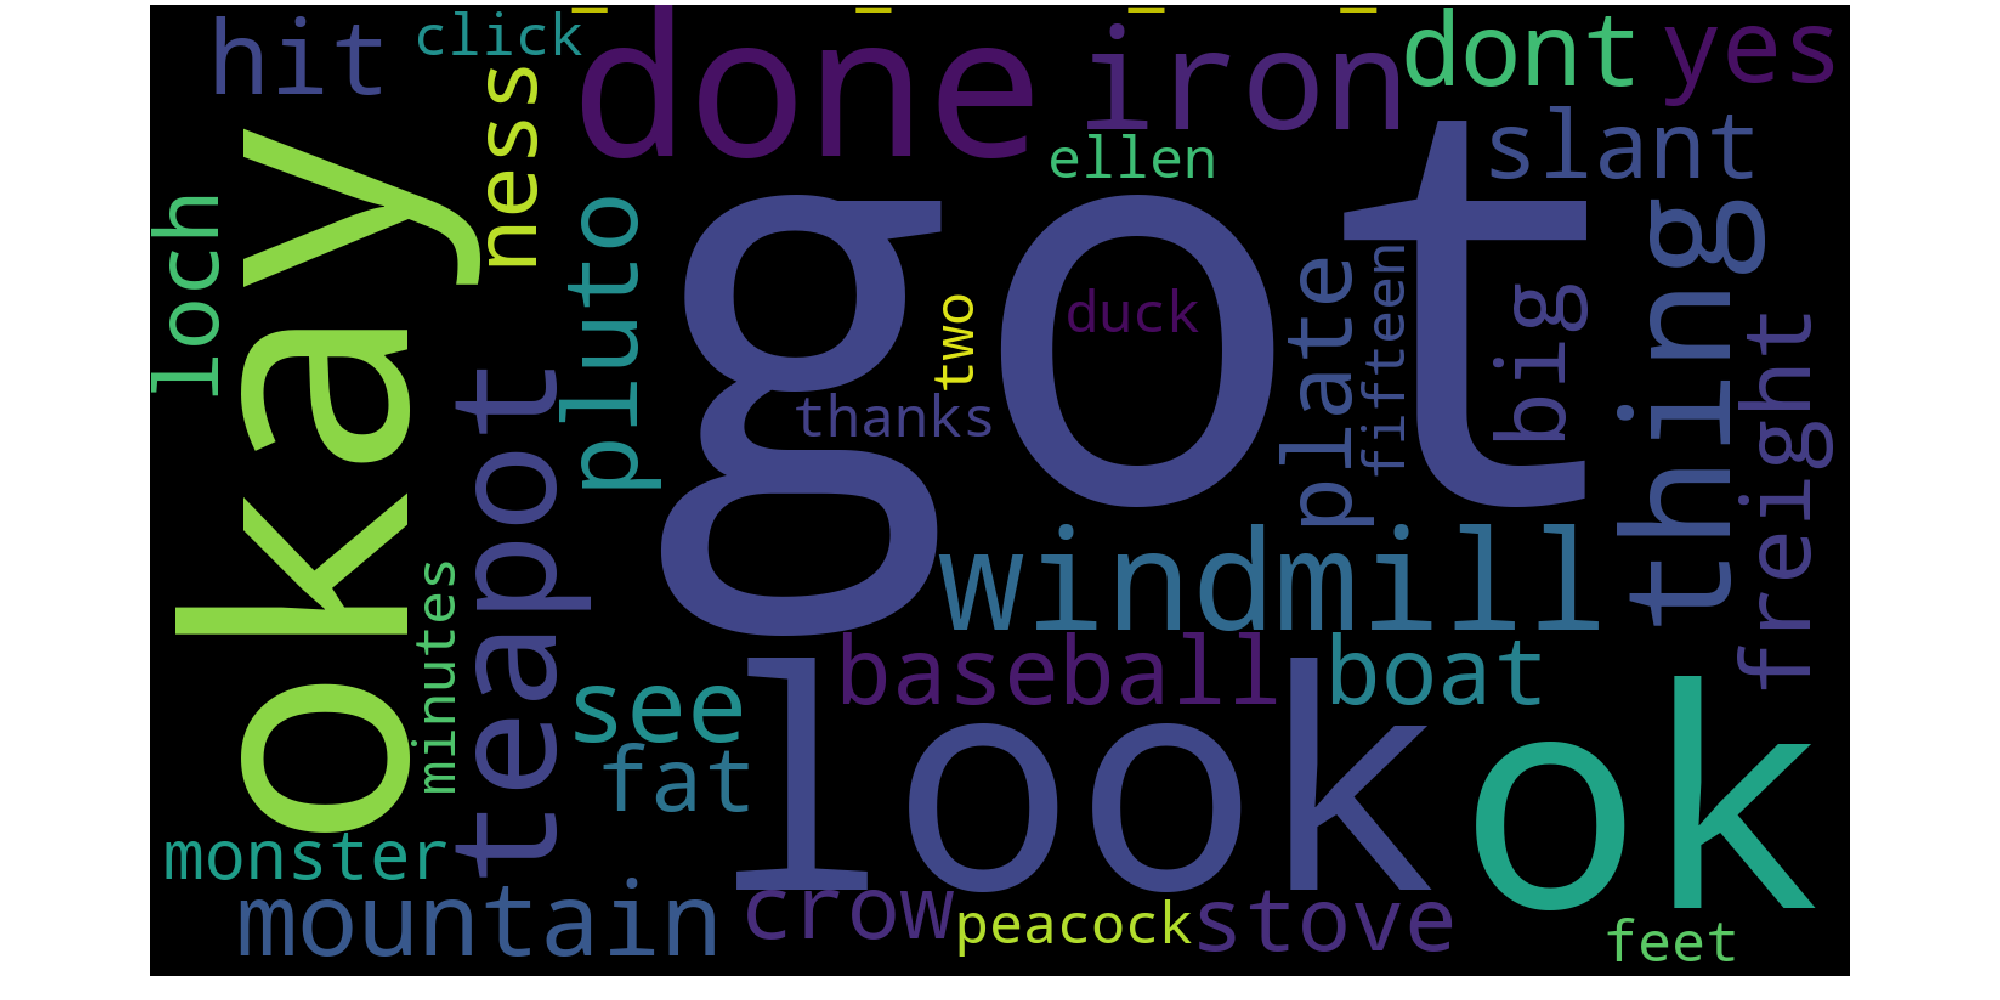 hit
click
done
iron
dont
yes
ness
ellen
slant
loch
okay
pluto
got
thing
two
duck
plate
fifteen
big
freight
teapot
thanks
windmill
minutes
see
baseball
boat
fat
look
ok
monster
mountain
crow
peacock
stove
feet